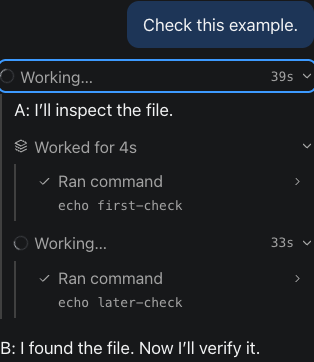 Check this example.
Working... 39s
A: I’ll inspect the file.
Worked for 4s
Ran command
echo first-check
Working... 33s
Ran command
echo later-check
B: I found the file. Now I’ll verify it.